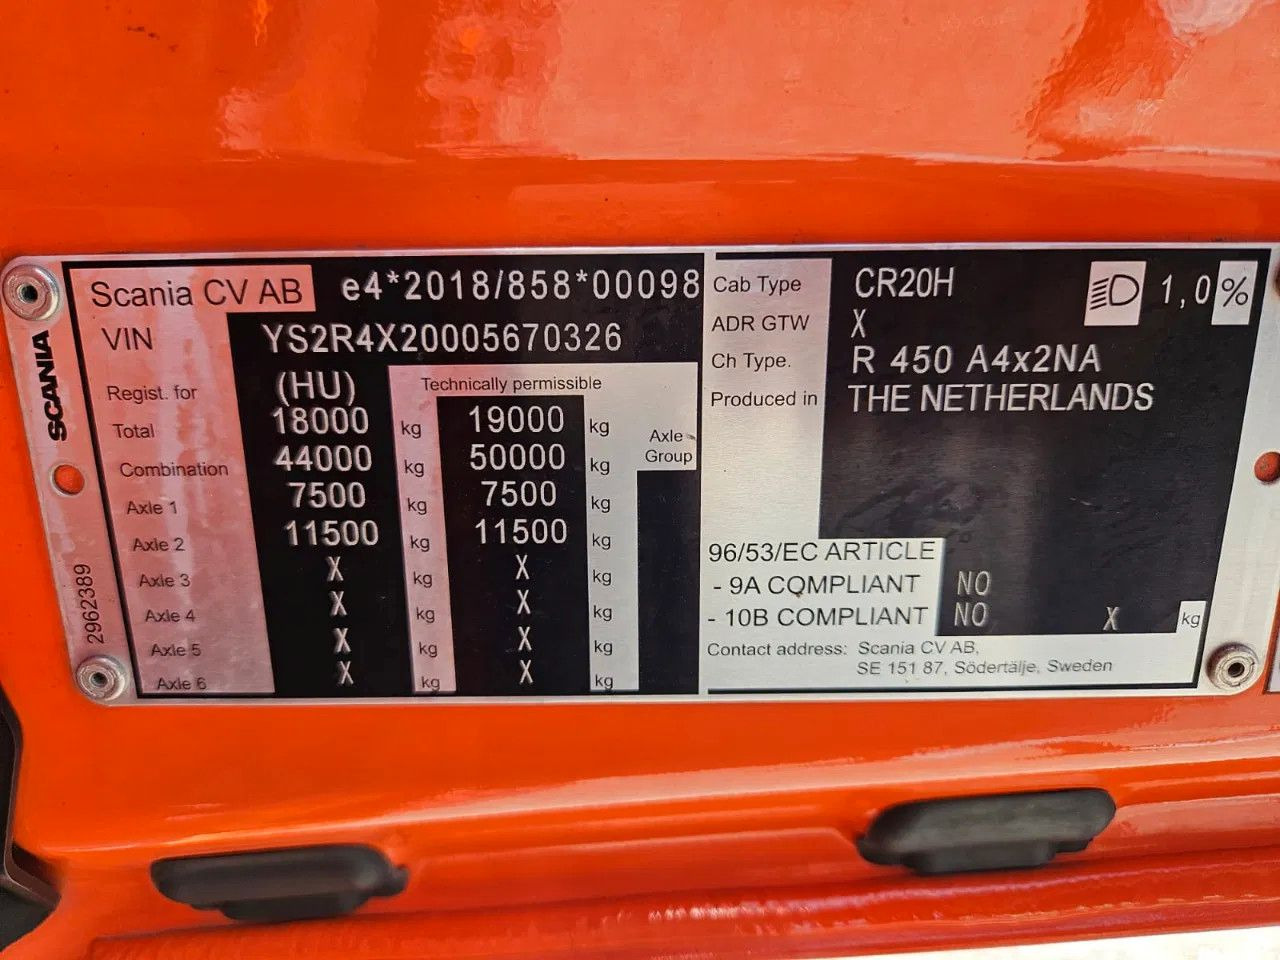 SCANIA
2962389
Scania CV AB e4*2018/858*00098
VIN YS2R4X20005670326
Regist. for (HU) Technically permissible
Total 18000 kg 19000 kg
Axle Group
Combination 44000 kg 50000 kg
Axle 1 7500 kg 7500 kg
Axle 2 11500 kg 11500 kg
Axle 3 X kg X kg
Axle 4 X kg X kg
Axle 5 X kg X kg
Axle 6 X kg X kg
Cab Type CR20H 1,0 %
ADR GTW X
Ch Type. R 450 A4x2NA
Produced in THE NETHERLANDS
96/53/EC ARTICLE
- 9A COMPLIANT NO
- 10B COMPLIANT NO X kg
Contact address: Scania CV AB,
SE 151 87, Södertälje, Sweden